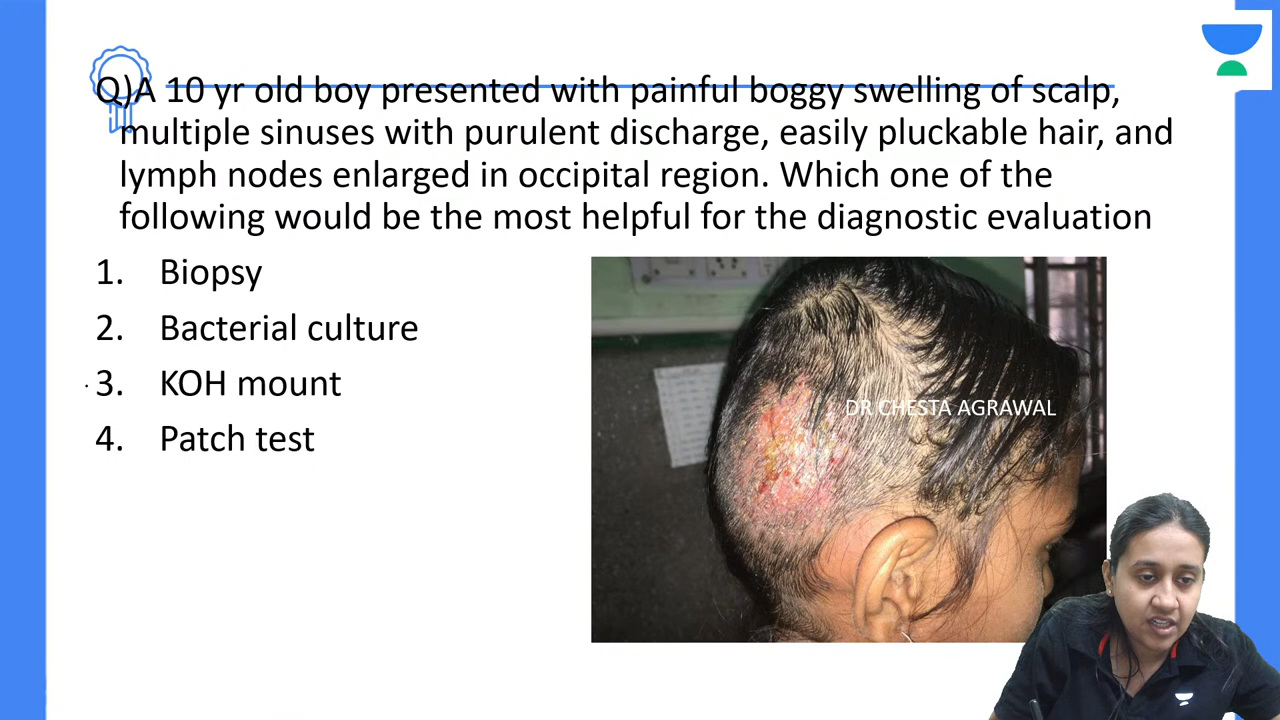 Q)A 10 yr old boy presented with painful boggy swelling of scalp,
multiple sinuses with purulent discharge, easily pluckable hair, and
lymph nodes enlarged in occipital region. Which one of the
following would be the most helpful for the diagnostic evaluation
1. Biopsy
2. Bacterial culture
3. KOH mount
4. Patch test
DR CHESTA AGRAWAL